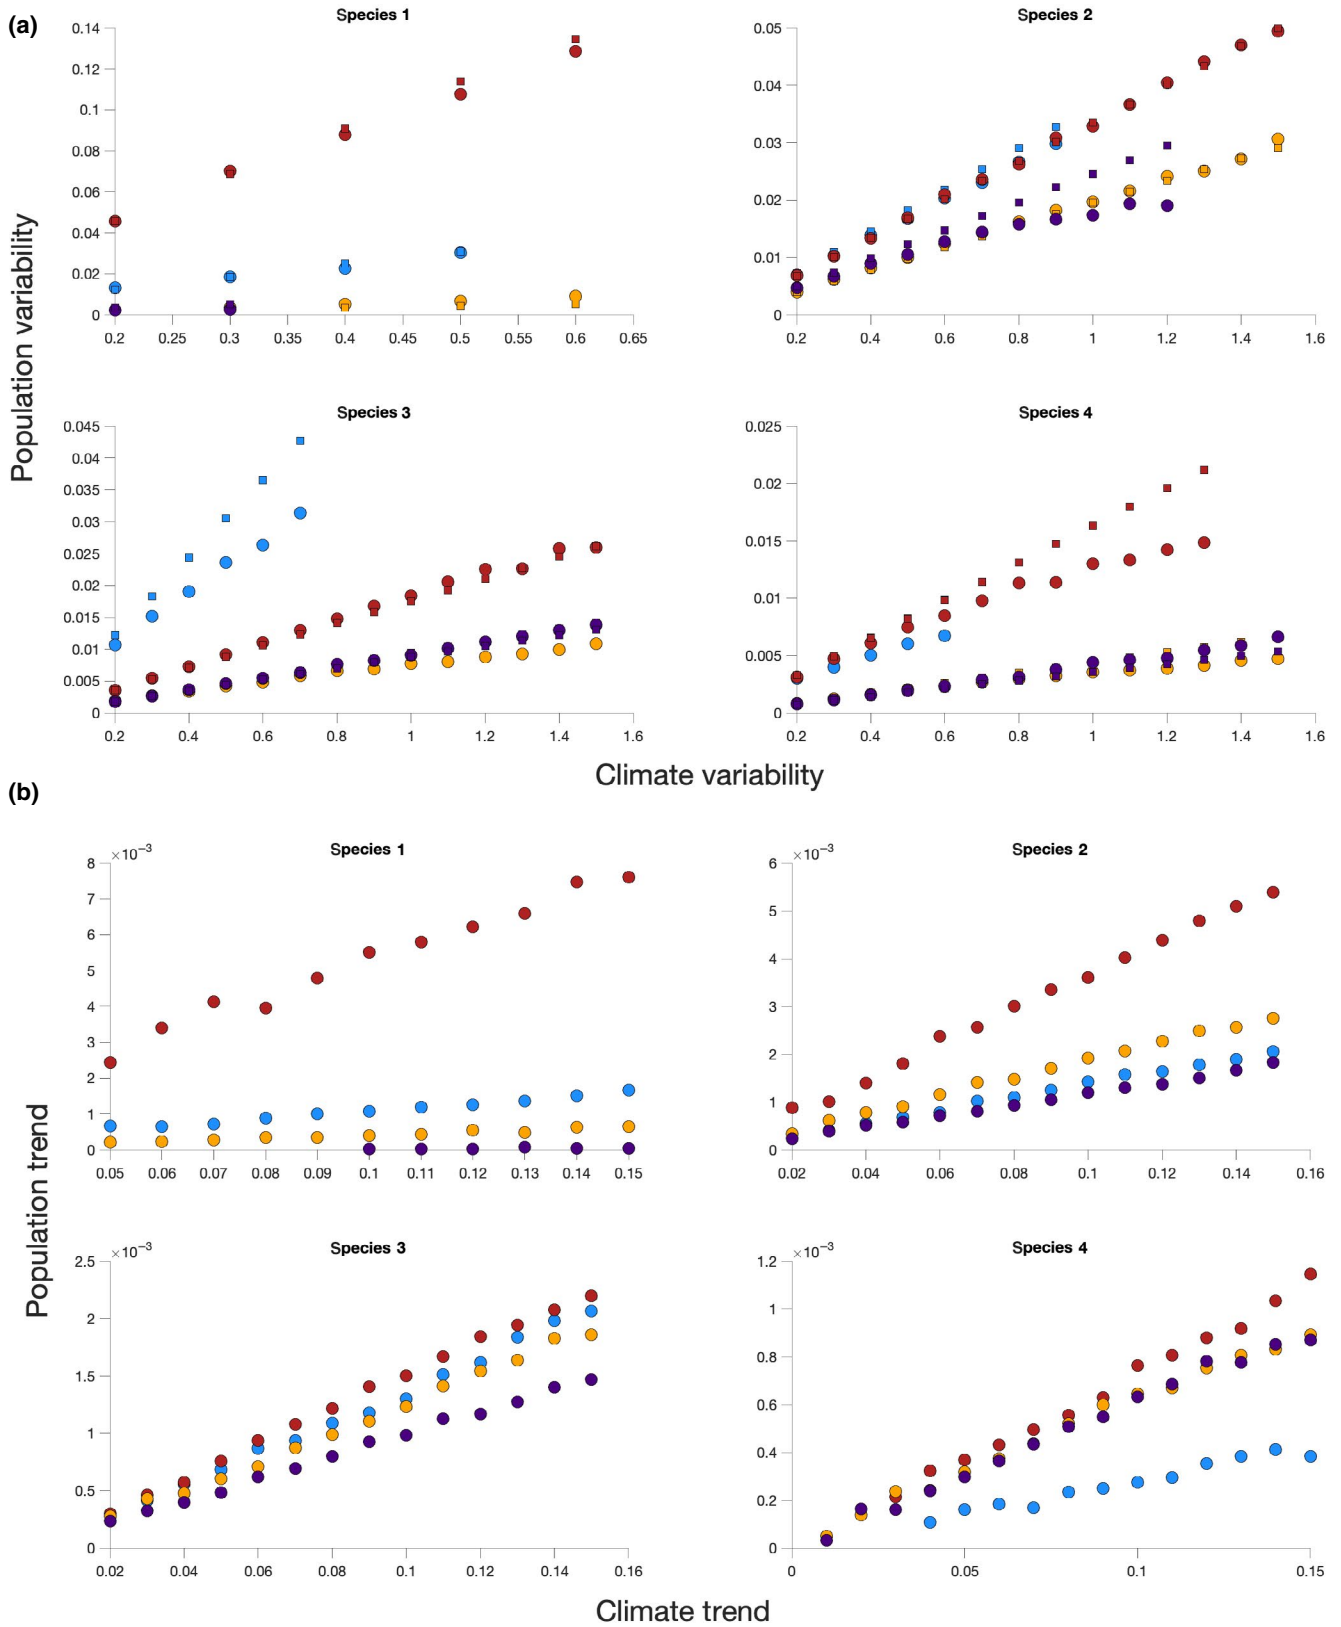 (a)
Species 1
0.14
0.12
0.1
0.08
0.06
0.04
0.02
0
0.2 0.25 0.3 0.35 0.4 0.45 0.5 0.55 0.6 0.65
Species 2
0.05
0.04
0.03
0.02
0.01
0
0.2 0.4 0.6 0.8 1 1.2 1.4 1.6
Population variability
Species 3
0.045
0.04
0.035
0.03
0.025
0.02
0.015
0.01
0.005
0
0.2 0.4 0.6 0.8 1 1.2 1.4 1.6
Species 4
0.025
0.02
0.015
0.01
0.005
0
0.2 0.4 0.6 0.8 1 1.2 1.4 1.6
Climate variability
(b)
Species 1
×10−3
8
7
6
5
4
3
2
1
0
0.05 0.06 0.07 0.08 0.09 0.1 0.11 0.12 0.13 0.14 0.15
Species 2
×10−3
6
5
4
3
2
1
0
0.02 0.04 0.06 0.08 0.1 0.12 0.14 0.16
Population trend
Species 3
×10−3
2.5
2
1.5
1
0.5
0
0.02 0.04 0.06 0.08 0.1 0.12 0.14 0.16
Species 4
×10−3
1.2
1
0.8
0.6
0.4
0.2
0
0 0.05 0.1 0.15
Climate trend